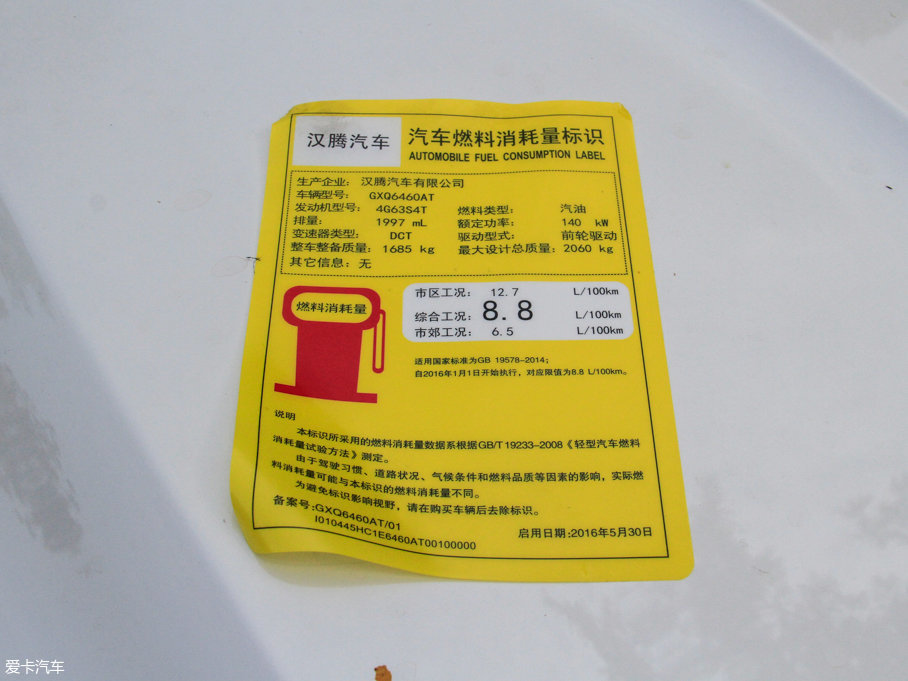 汉腾汽车
汽车燃料消耗量标识
AUTOMOBILE FUEL CONSUMPTION LABEL
生产企业: 汉腾汽车有限公司
车辆型号: GXQ6460AT
发动机型号: 4G63S4T 燃料类型: 汽油
排量: 1997 mL 额定功率: 140 kW
变速器类型: DCT 驱动型式: 前轮驱动
整车整备质量: 1685 kg 最大设计总质量: 2060 kg
其它信息: 无
燃料消耗量
市区工况: 12.7 L/100km
综合工况: 8.8 L/100km
市郊工况: 6.5 L/100km
适用国家标准为GB 19578-2014;
自2016年1月1日开始执行,对应限值为8.8 L/100km。
说明
本标识所采用的燃料消耗量数据系根据GB/T19233-2008《轻型汽车燃料
消耗量试验方法》测定。
由于驾驶习惯、道路状况、气候条件和燃料品质等因素的影响,实际燃
料消耗量可能与本标识的燃料消耗量不同。
为避免标识影响视野,请在购买车辆后去除标识。
备案号:GXQ6460AT/01
I010445HC1E6460AT00100000
启用日期:2016年5月30日
爱卡汽车